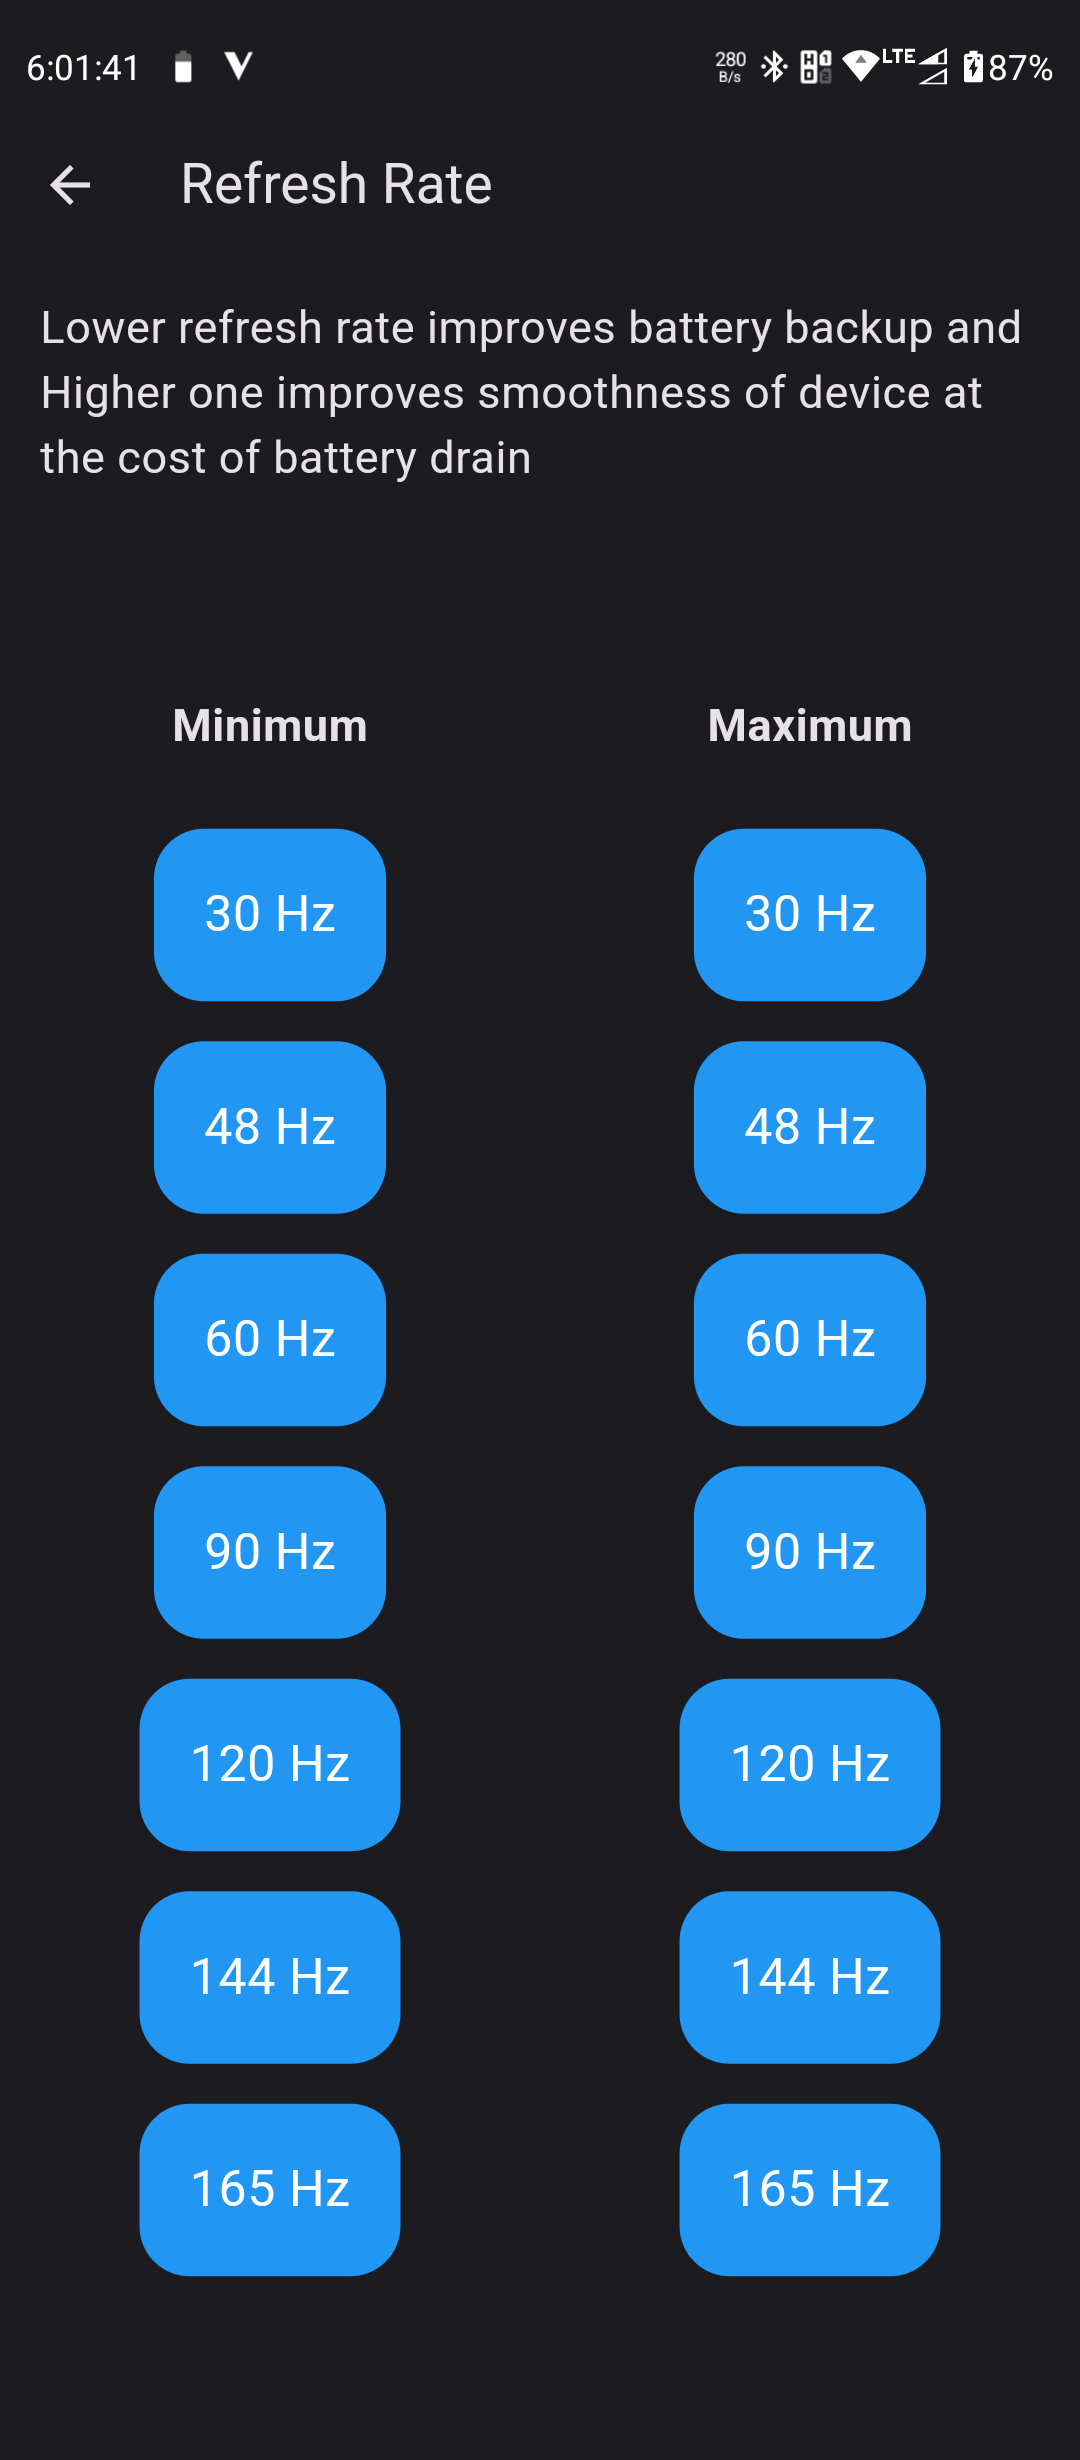 6:01:41 280 B/s LTE 87%
Refresh Rate
Lower refresh rate improves battery backup and
Higher one improves smoothness of device at
the cost of battery drain
Minimum Maximum
30 Hz 30 Hz
48 Hz 48 Hz
60 Hz 60 Hz
90 Hz 90 Hz
120 Hz 120 Hz
144 Hz 144 Hz
165 Hz 165 Hz